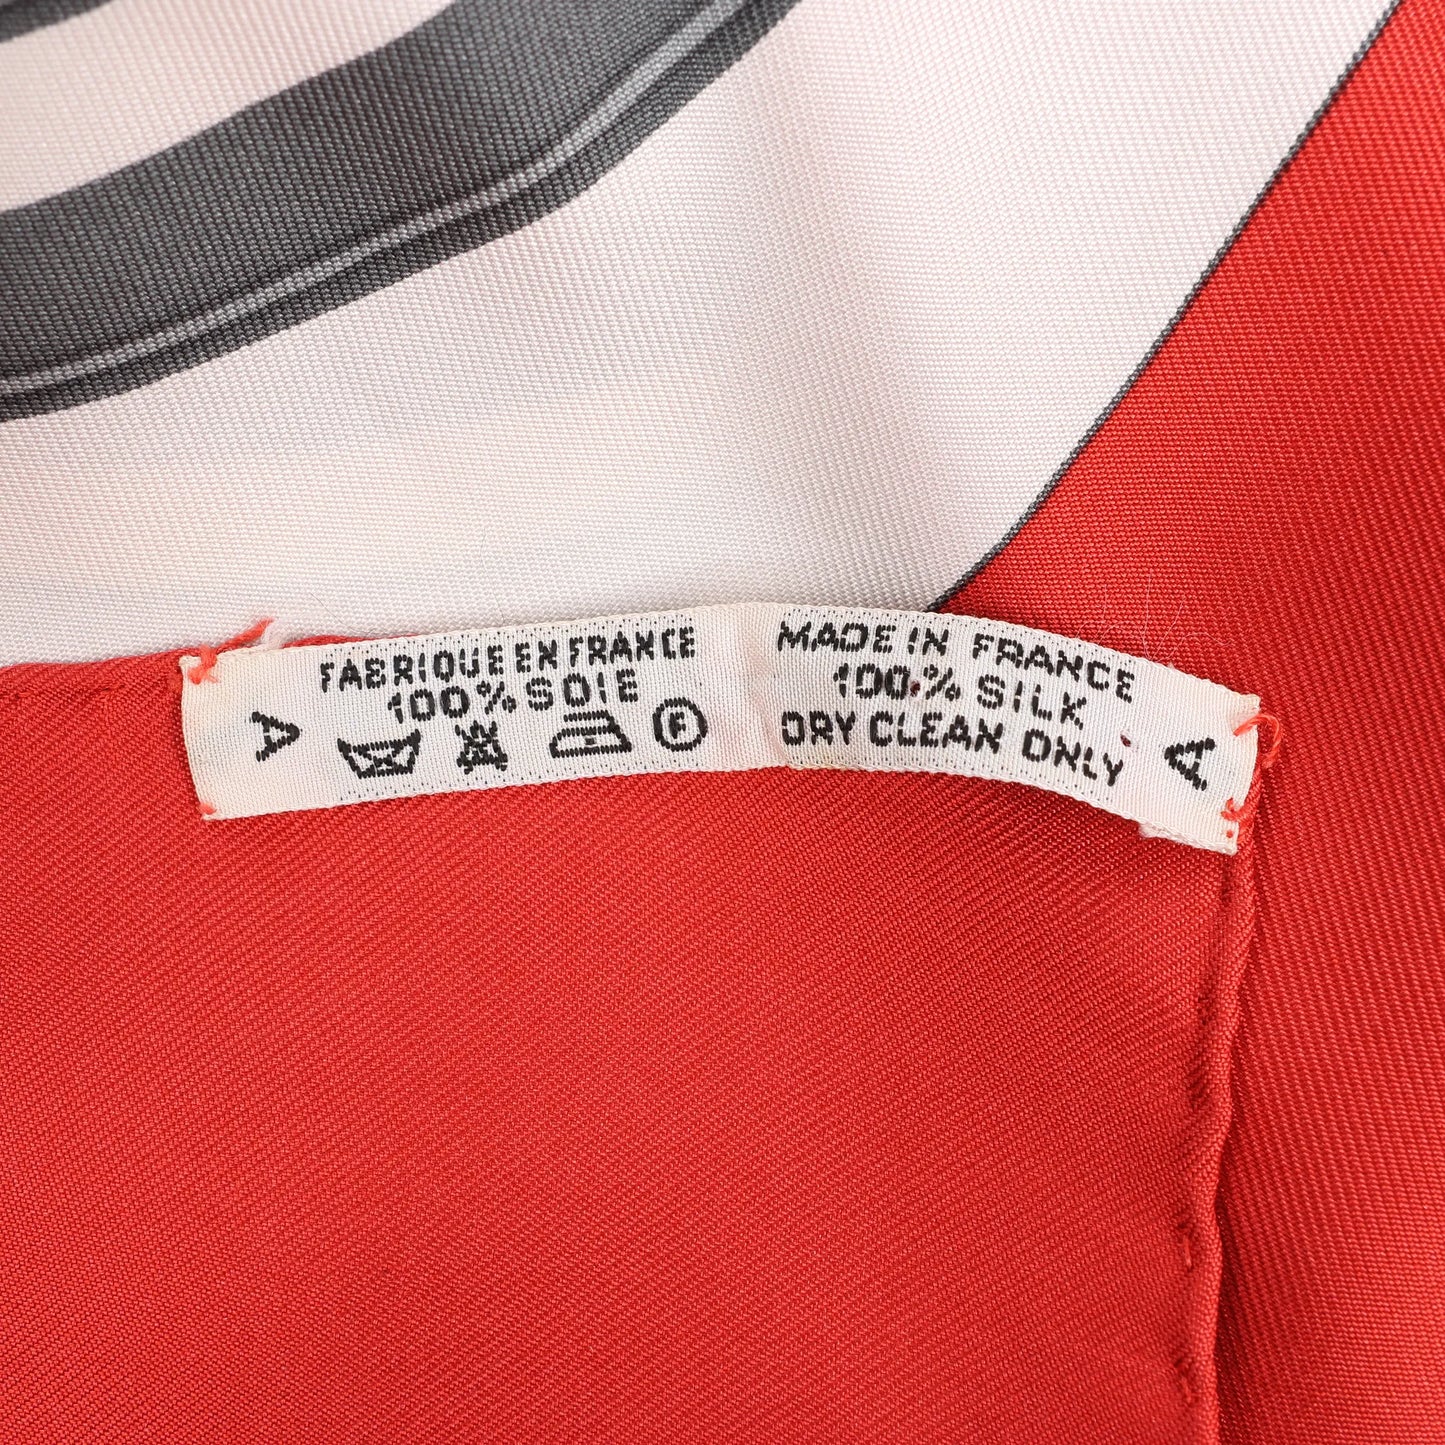 A
FABRIQUE EN FRANCE
100% SOIE
F
MADE IN FRANCE
100% SILK
DRY CLEAN ONLY
A